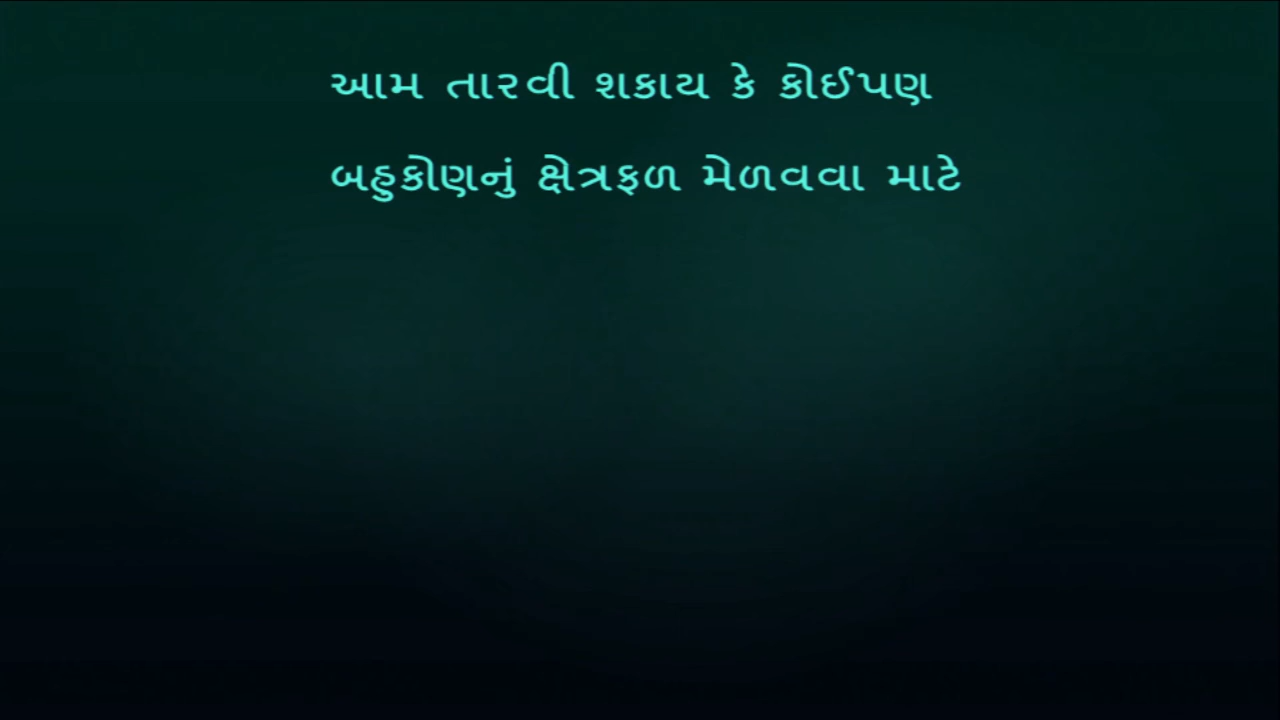 આમ તારવી શકાય કે કોઈપણ
બહુકોણનું ક્ષેત્રફળ મેળવવા માટે